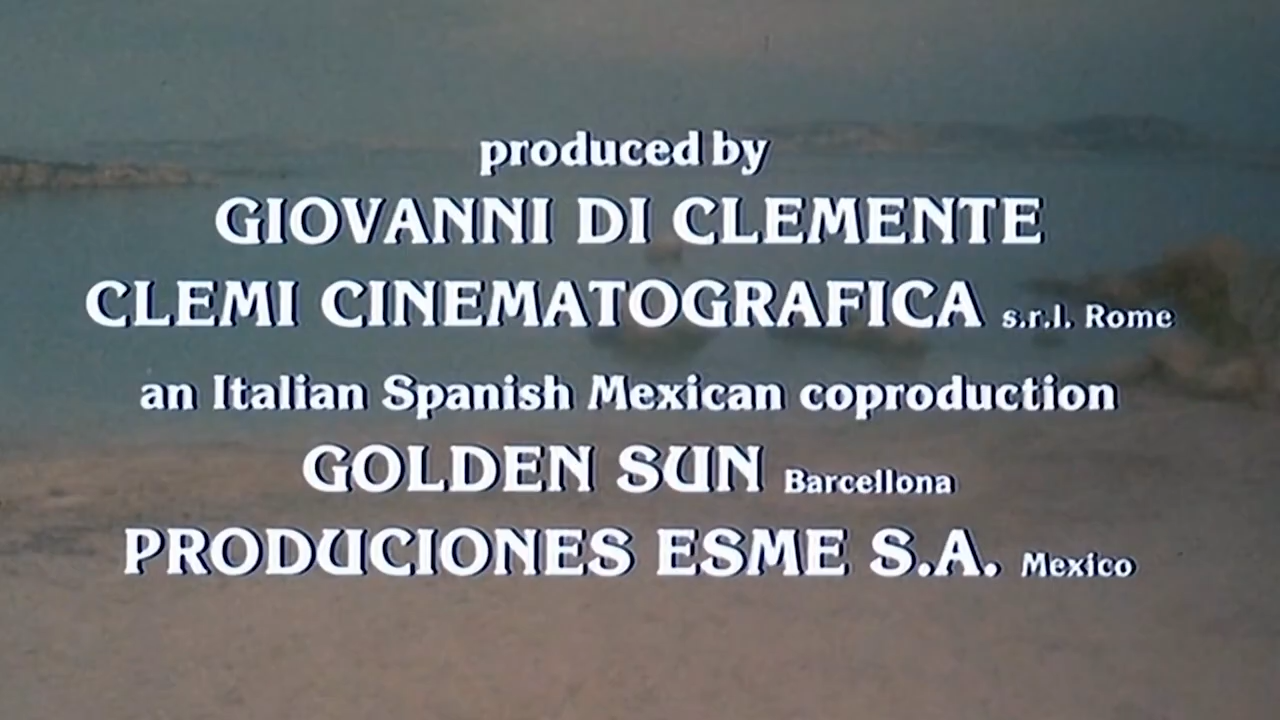 produced by
GIOVANNI DI CLEMENTE
CLEMI CINEMATOGRAFICA s.r.l. Rome
an Italian Spanish Mexican coproduction
GOLDEN SUN Barcellona
PRODUCIONES ESME S.A. Mexico